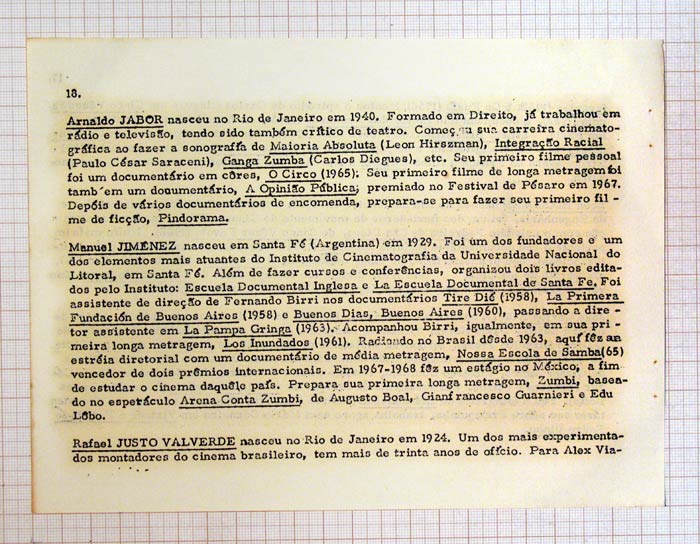 18.
Arnaldo JABOR nasceu no Rio de Janeiro em 1940. Formado em Direito, já trabalhou em
rádio e televisão, tendo sido também crítico de teatro. Começou sua carreira cinemato-
gráfica ao fazer a sonografia de Maioria Absoluta (Leon Hirszman), Integração Racial
(Paulo César Saraceni), Ganga Zumba (Carlos Diegues), etc. Seu primeiro filme pessoal
foi um documentário em côres, O Circo (1965). Seu primeiro filme de longa metragem foi
tamb´em um documentário, A Opinião Pública, premiado no Festival de Pésaro em 1967.
Depóis de vários documentários de encomenda, prepara-se para fazer seu primeiro fil-
me de ficção, Pindorama.
Manuel JIMÉNEZ nasceu em Santa Fé (Argentina) em 1929. Foi um dos fundadores e um
dos elementos mais atuantes do Instituto de Cinematografia da Universidade Nacional do
Litoral, em Santa Fé. Além de fazer cursos e conferências, organizou dois livros edita-
dos pelo Instituto: Escuela Documental Inglesa e La Escuela Documental de Santa Fe. Foi
assistente de direção de Fernando Birri nos documentários Tire Dié (1958), La Primera
Fundación de Buenos Aires (1958) e Buenos Dias, Buenos Aires (1960), passando a dire-
tor assistente em La Pampa Gringa (1963). Acompanhou Birri, igualmente, em sua pri-
meira longa metragem, Los Inundados (1961). Radicado no Brasil desde 1963, aqui fêz sua
estréia diretorial com um documentário de média metragem, Nossa Escola de Samba(65)
vencedor de dois prêmios internacionais. Em 1967-1968 fêz um estágio no México, a fim
de estudar o cinema daquêle país. Prepara sua primeira longa metragem, Zumbi, basea-
do no espetáculo Arena Conta Zumbi, de Augusto Boal, Gianfrancesco Guarnieri e Edu
Lôbo.
Rafael JUSTO VALVERDE nasceu no Rio de Janeiro em 1924. Um dos mais experimenta-
dos montadores do cinema brasileiro, tem mais de trinta anos de ofício. Para Alex Via-